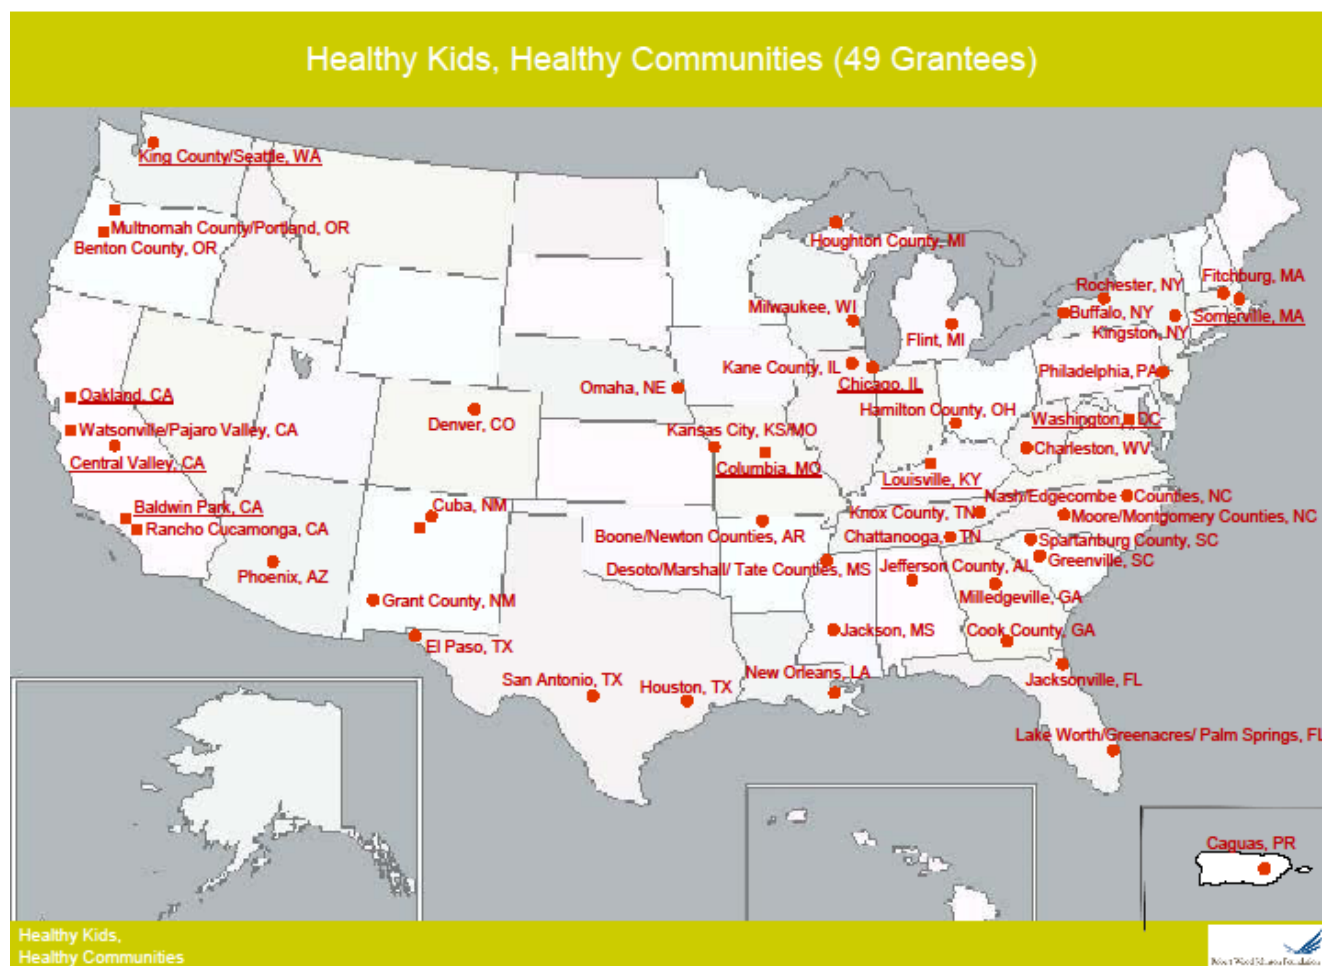 Healthy Kids, Healthy Communities (49 Grantees)
King County/Seattle, WA
Multnomah County/Portland, OR
Benton County, OR
Houghton County, MI
Fitchburg, MA
Rochester, NY
Milwaukee, WI
Buffalo, NY
Somerville, MA
Flint, MI
Kingston, NY
Kane County, IL
Philadelphia, PA
Chicago, IL
Omaha, NE
Oakland, CA
Hamilton County, OH
Washington, DC
Denver, CO
Watsonville/Pajaro Valley, CA
Kansas City, KS/MO
Charleston, WV
Central Valley, CA
Columbia, MO
Louisville, KY
Nash/Edgecombe Counties, NC
Baldwin Park, CA
Cuba, NM
Knox County, TN
Moore/Montgomery Counties, NC
Rancho Cucamonga, CA
Boone/Newton Counties, AR
Chattanooga, TN
Spartanburg County, SC
Greenville, SC
Phoenix, AZ
Desoto/Marshall/ Tate Counties, MS
Jefferson County, AL
Milledgeville, GA
Grant County, NM
Jackson, MS
Cook County, GA
El Paso, TX
New Orleans, LA
San Antonio, TX
Houston, TX
Jacksonville, FL
Lake Worth/Greenacres/ Palm Springs, FL
Caguas, PR
Healthy Kids,
Healthy Communities
Robert Wood Johnson Foundation